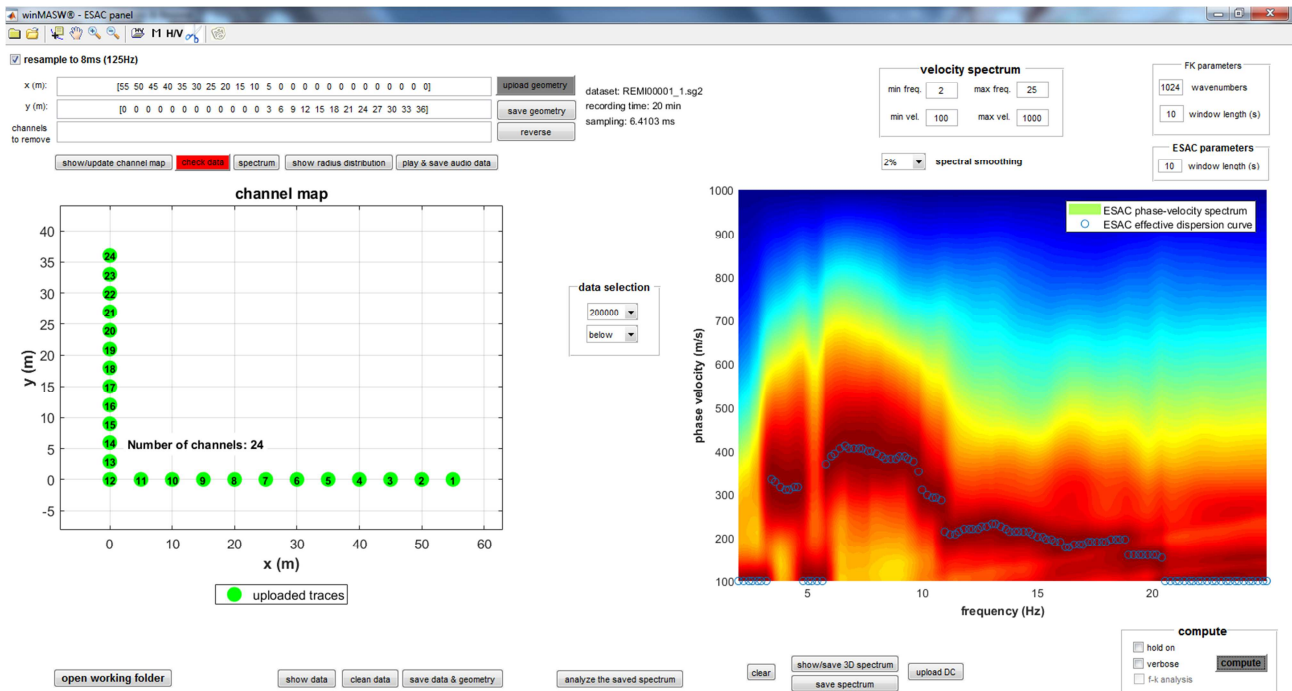 winMASW® - ESAC panel
H/V
resample to 8ms (125Hz)
x (m): [55 50 45 40 35 30 25 20 15 10 5 0 0 0 0 0 0 0 0 0 0 0 0 0] upload geometry
y (m): [0 0 0 0 0 0 0 0 0 0 0 0 3 6 9 12 15 18 21 24 27 30 33 36] save geometry
channels
to remove
reverse
dataset: REMI00001_1.sg2
recording time: 20 min
sampling: 6.4103 ms
show/update channel map check data spectrum show radius distribution play & save audio data
velocity spectrum
min freq. 2 max freq. 25
min vel. 100 max vel. 1000
2% spectral smoothing
FK parameters
1024 wavenumbers
10 window length (s)
ESAC parameters
10 window length (s)
channel map
y (m)
40
35
30
25
20
15
10
5
0
-5
24
23
22
21
20
19
18
17
16
15
14
13
Number of channels: 24
12 11 10 9 8 7 6 5 4 3 2 1
0 10 20 30 40 50 60
x (m)
uploaded traces
data selection
200000
below
ESAC phase-velocity spectrum
ESAC effective dispersion curve
phase velocity (m/s)
1000
900
800
700
600
500
400
300
200
100
5 10 15 20
frequency (Hz)
open working folder show data clean data save data & geometry analyze the saved spectrum
clear show/save 3D spectrum upload DC
save spectrum
compute
hold on
verbose compute
f-k analysis